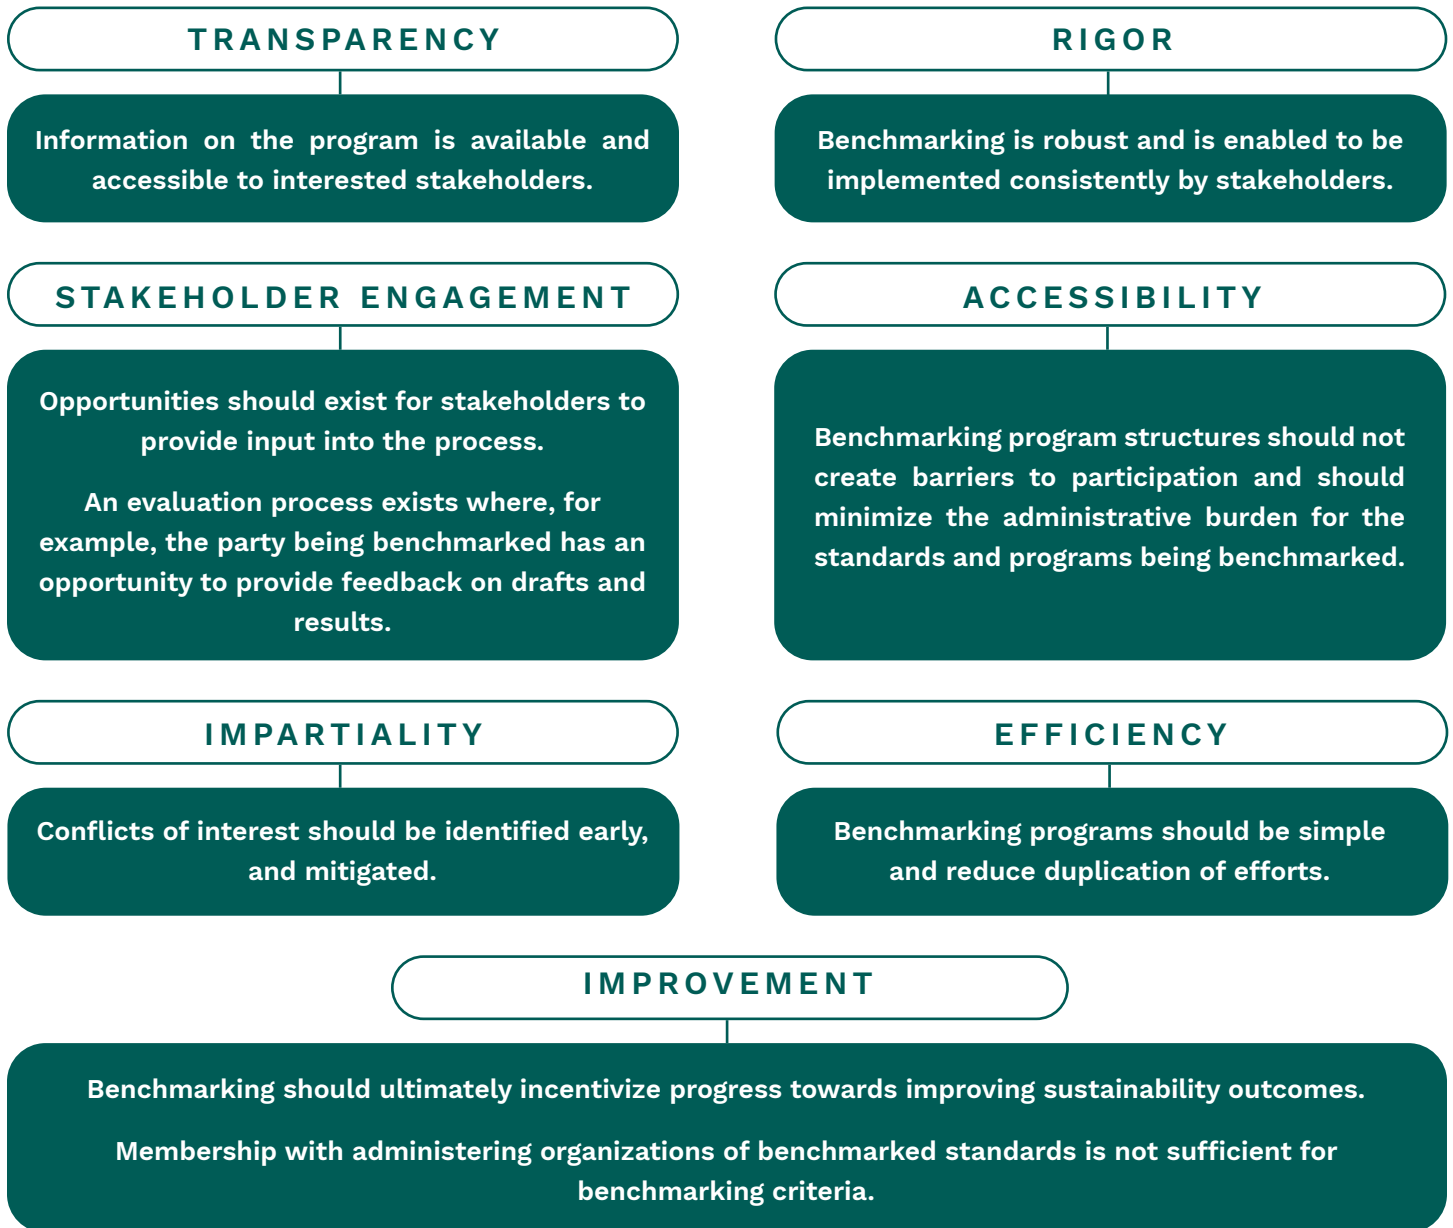 TRANSPARENCY
Information on the program is available and
accessible to interested stakeholders.
RIGOR
Benchmarking is robust and is enabled to be
implemented consistently by stakeholders.
STAKEHOLDER ENGAGEMENT
Opportunities should exist for stakeholders to
provide input into the process.
An evaluation process exists where, for
example, the party being benchmarked has an
opportunity to provide feedback on drafts and
results.
ACCESSIBILITY
Benchmarking program structures should not
create barriers to participation and should
minimize the administrative burden for the
standards and programs being benchmarked.
IMPARTIALITY
Conflicts of interest should be identified early,
and mitigated.
EFFICIENCY
Benchmarking programs should be simple
and reduce duplication of efforts.
IMPROVEMENT
Benchmarking should ultimately incentivize progress towards improving sustainability outcomes.
Membership with administering organizations of benchmarked standards is not sufficient for
benchmarking criteria.